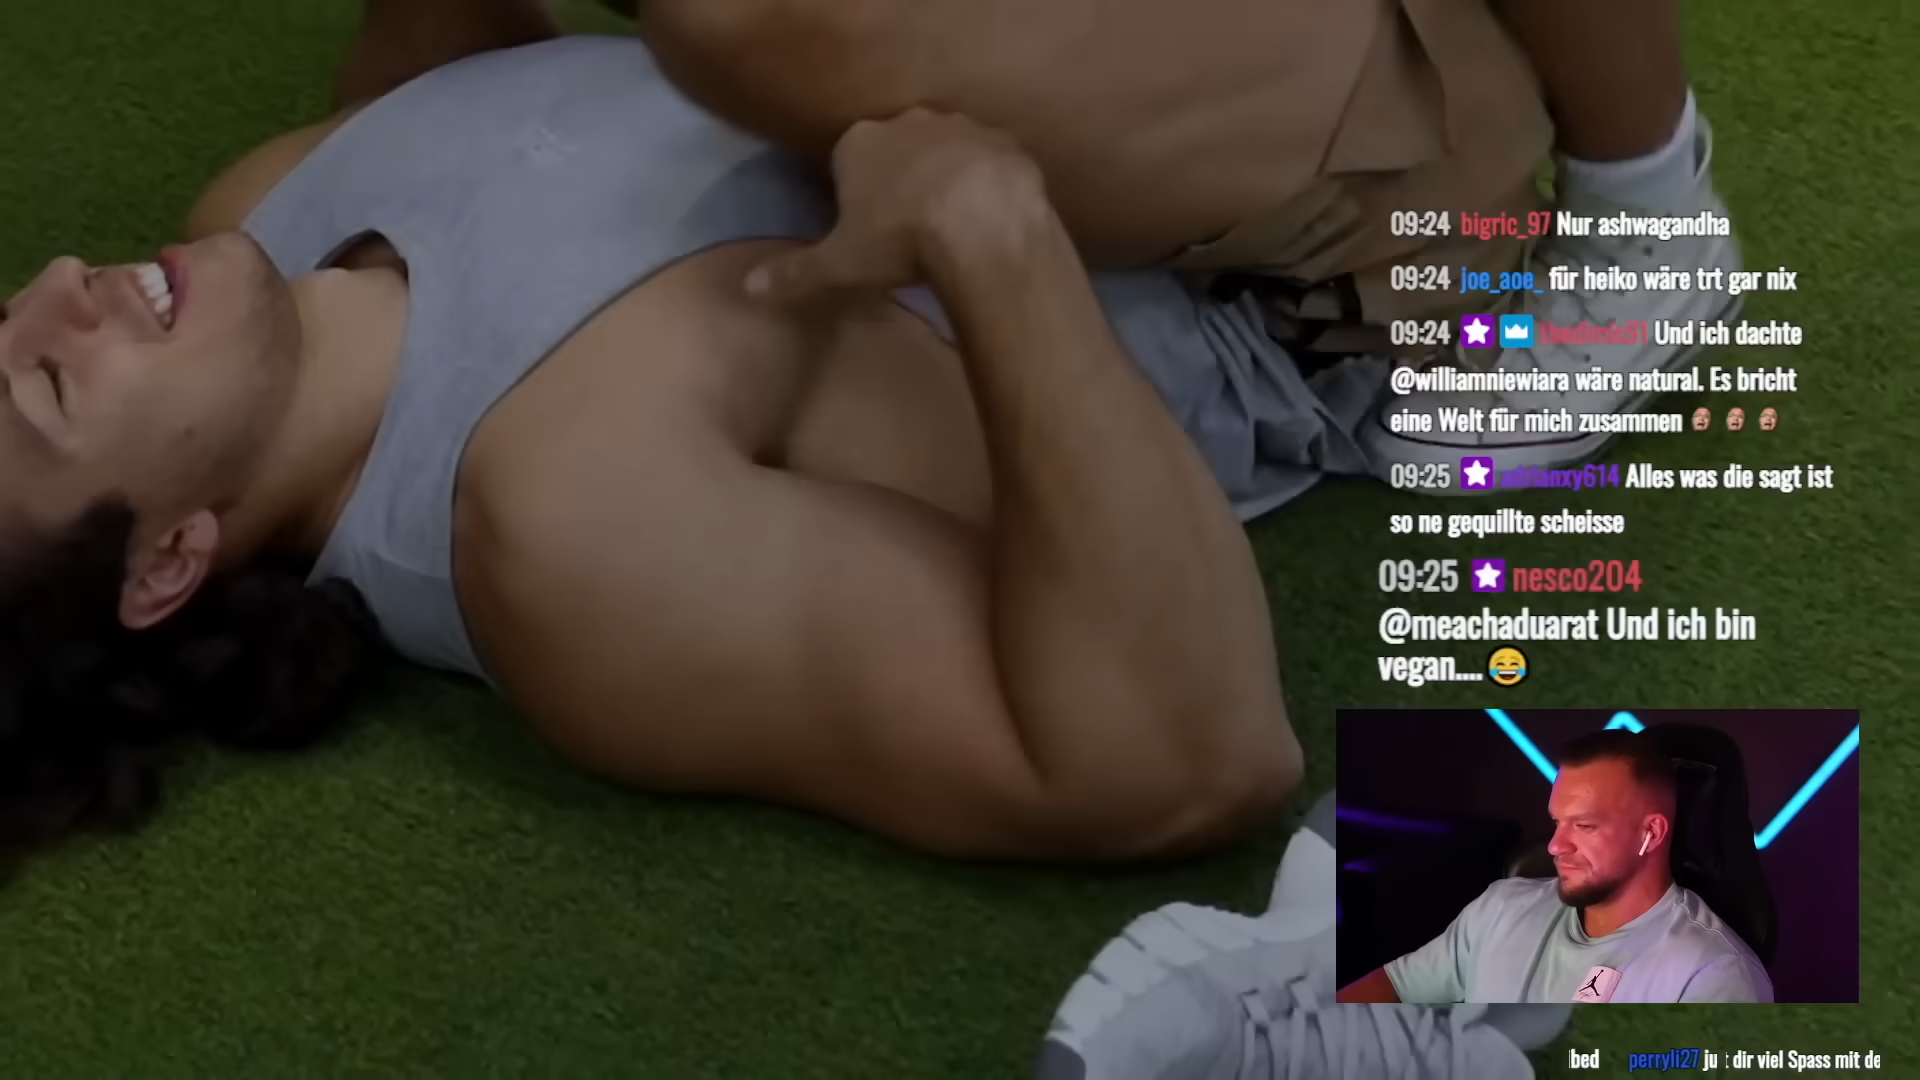 09:24 bigric_97 Nur ashwagandha
09:24 joe_aoe_ für heiko wäre trt gar nix
09:24 thedimic91 Und ich dachte
@williamniewiara wäre natural. Es bricht
eine Welt für mich zusammen
09:25 adrianxy614 Alles was die sagt ist
so ne gequillte scheisse
09:25 nesco204
@meachaduarat Und ich bin
vegan....😂
perryli27 dir viel Spass mit